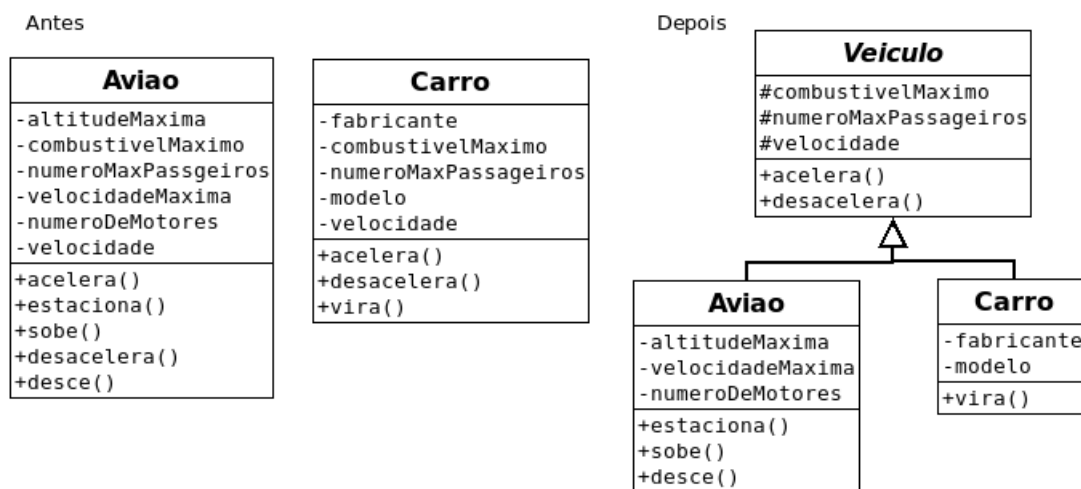 Antes
Aviao
-altitudeMaxima
-combustivelMaximo
-numeroMaxPassgeiros
-velocidadeMaxima
-numeroDeMotores
-velocidade
+acelera()
+estaciona()
+sobe()
+desacelera()
+desce()
Carro
-fabricante
-combustivelMaximo
-numeroMaxPassageiros
-modelo
-velocidade
+acelera()
+desacelera()
+vira()
Depois
Veiculo
#combustivelMaximo
#numeroMaxPassageiros
#velocidade
+acelera()
+desacelera()
Aviao
-altitudeMaxima
-velocidadeMaxima
-numeroDeMotores
+estaciona()
+sobe()
+desce()
Carro
-fabricante
-modelo
+vira()